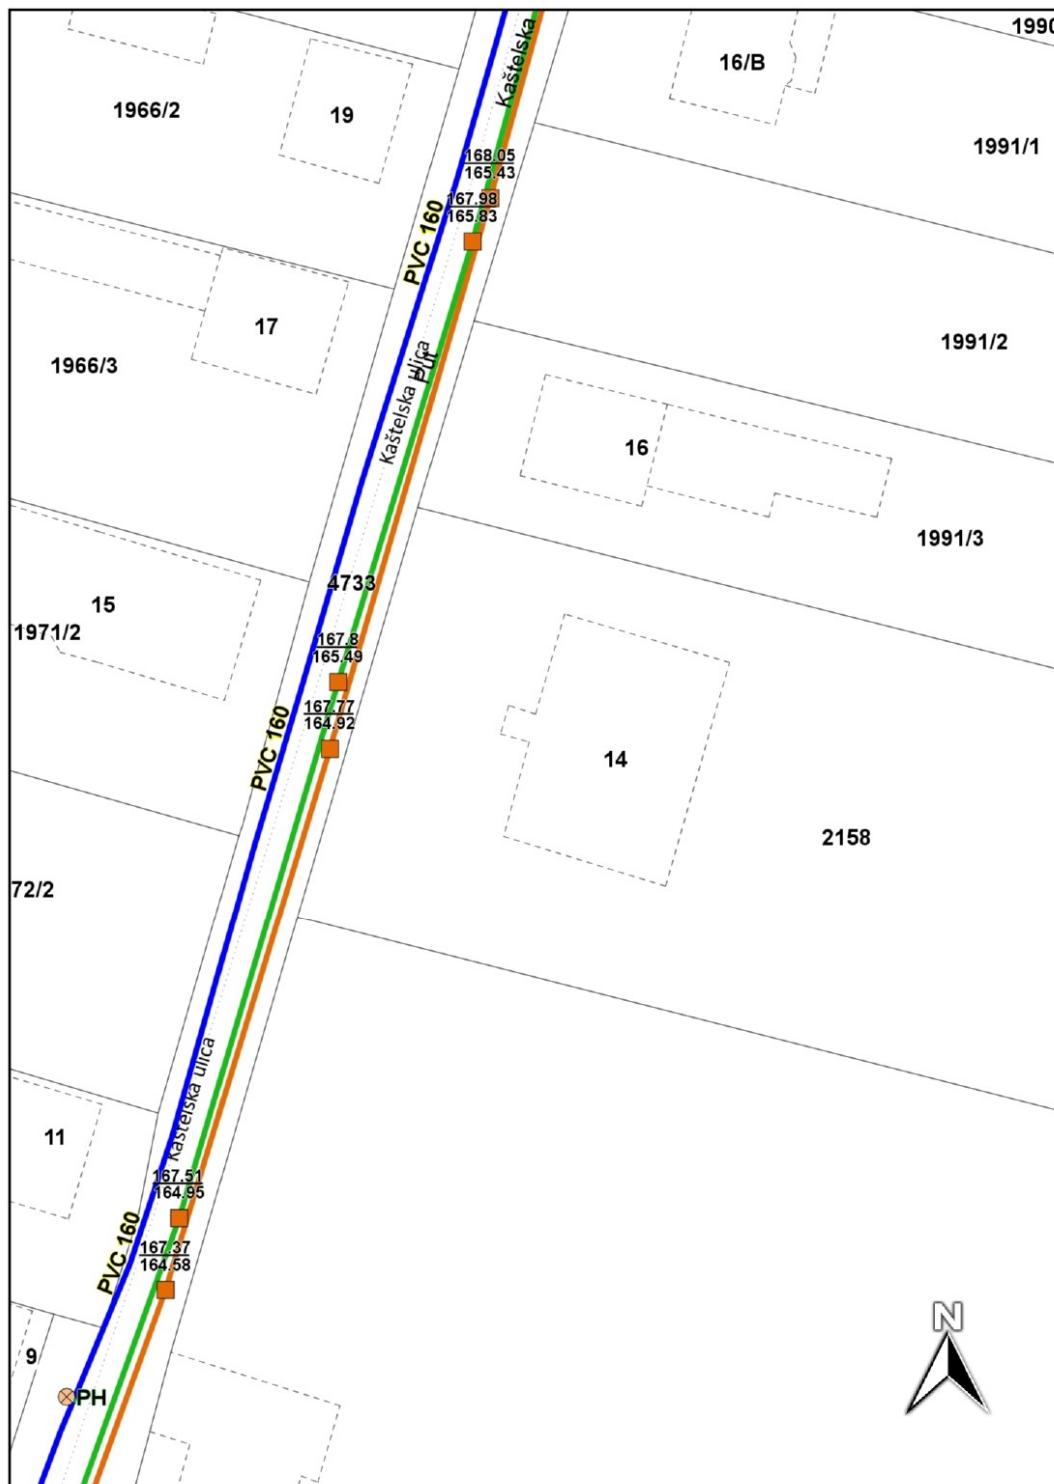 1990
16/B
Kaštelska
1966/2
19
1991/1
168.05
165.43
167.98
165.83
PVC 160
17
1991/2
Kaštelska ulica
Put
1966/3
16
1991/3
4733
15
1971/2
167.8
165.49
167.77
164.92
PVC 160
14
2158
72/2
Kaštelska ulica
11
167.51
164.95
PVC 160
167.37
164.58
N
9
PH